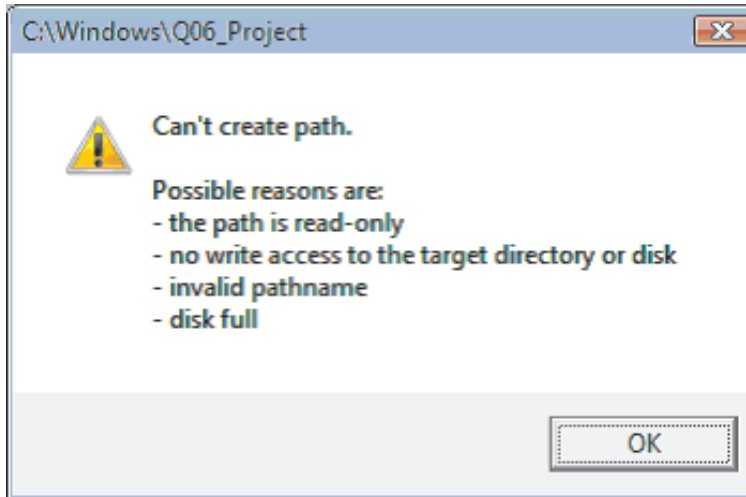 C:\Windows\Q06_Project
Can't create path.
Possible reasons are:
- the path is read-only
- no write access to the target directory or disk
- invalid pathname
- disk full
OK